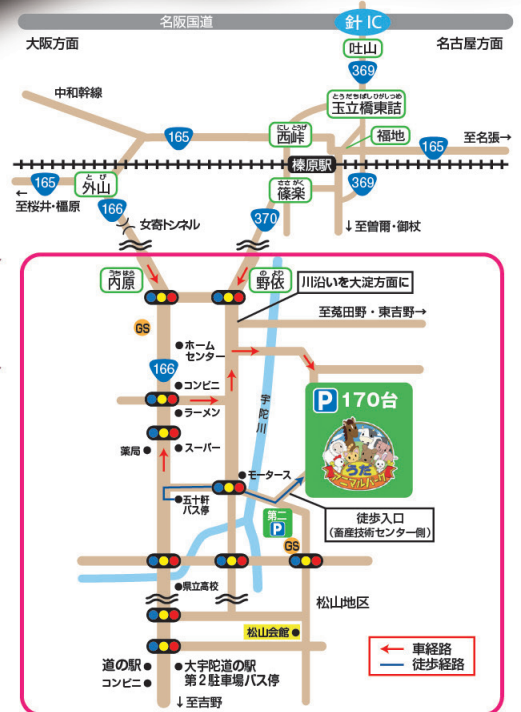 名阪国道
針IC
大阪方面
名古屋方面
吐山
369
中和幹線
とうだちばしひがしつめ
玉立橋東詰
にしとうげ
西峠
福地
165
165
至名張→
榛原駅
とび
外山
165
←
至桜井・橿原
ささがく
篠楽
369
166
370
女寄トンネル
↓至曽爾・御杖
うちはら
内原
のより
野依
川沿いを大淀方面に
至菟田野・東吉野→
GS
●ホーム
センター
166
●コンビニ
●ラーメン
P 170台
うだ
アニマルパーク
宇陀川
薬局●
●スーパー
●モータース
●五十軒
バス停
第二
P
徒歩入口
(畜産技術センター側)
GS
●県立高校
松山地区
松山会館●
道の駅●
コンビニ●
●大宇陀道の駅
第2駐車場バス停
↓至吉野
← 車経路
徒歩経路